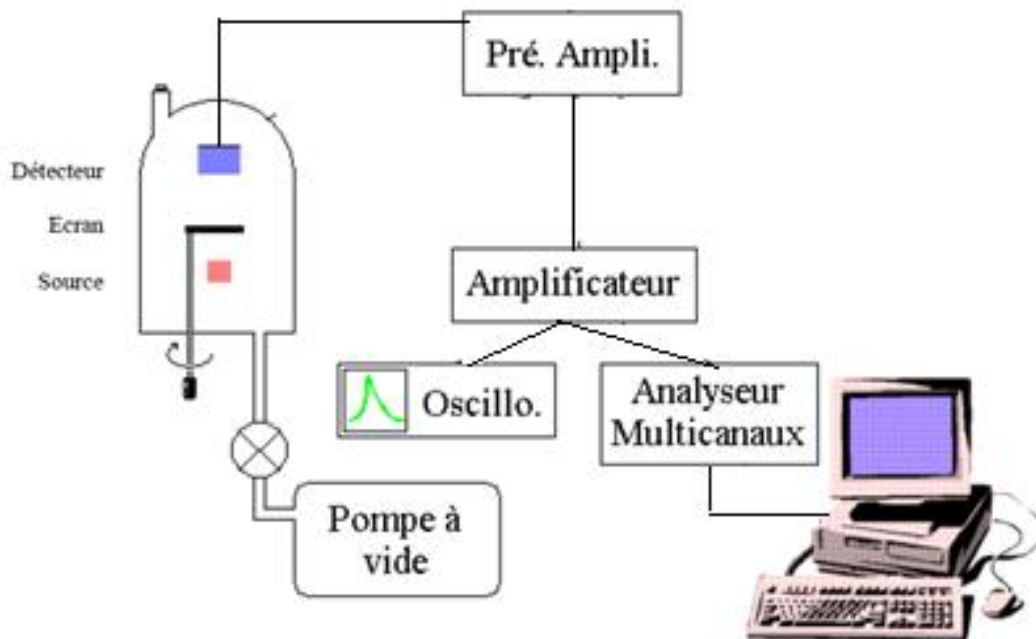 Pré. Ampli.
Détecteur
Ecran
Source
Amplificateur
Oscillo.
Analyseur
Multicanaux
Pompe à
vide